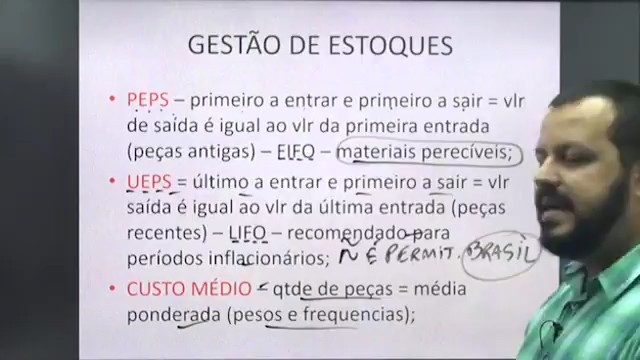 GESTÃO DE ESTOQUES
• PEPS – primeiro a entrar e primeiro a sair = vlr
de saída é igual ao vlr da primeira entrada
(peças antigas) – EIFO – materiais perecíveis;
• UEPS = último a entrar e primeiro a sair = vlr
saída é igual ao vlr da última entrada (peças
recentes) – LIFO – recomendado para
períodos inflacionários; Ñ É PERMIT. BRASIL
• CUSTO MÉDIO – qtde de peças = média
ponderada (pesos e frequencias);